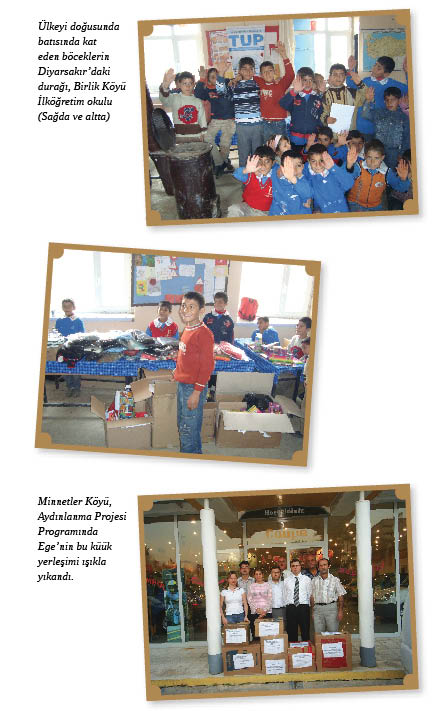 Ülkeyi doğusunda
batısında kat
eden böceklerin
Diyarsakır'daki
durağı, Birlik Köyü
İlköğretim okulu
(Sağda ve altta)
TUP
Minnetler Köyü,
Aydınlanma Projesi
Programında
Ege'nin bu küük
yerleşimi ışıkla
yıkandı.